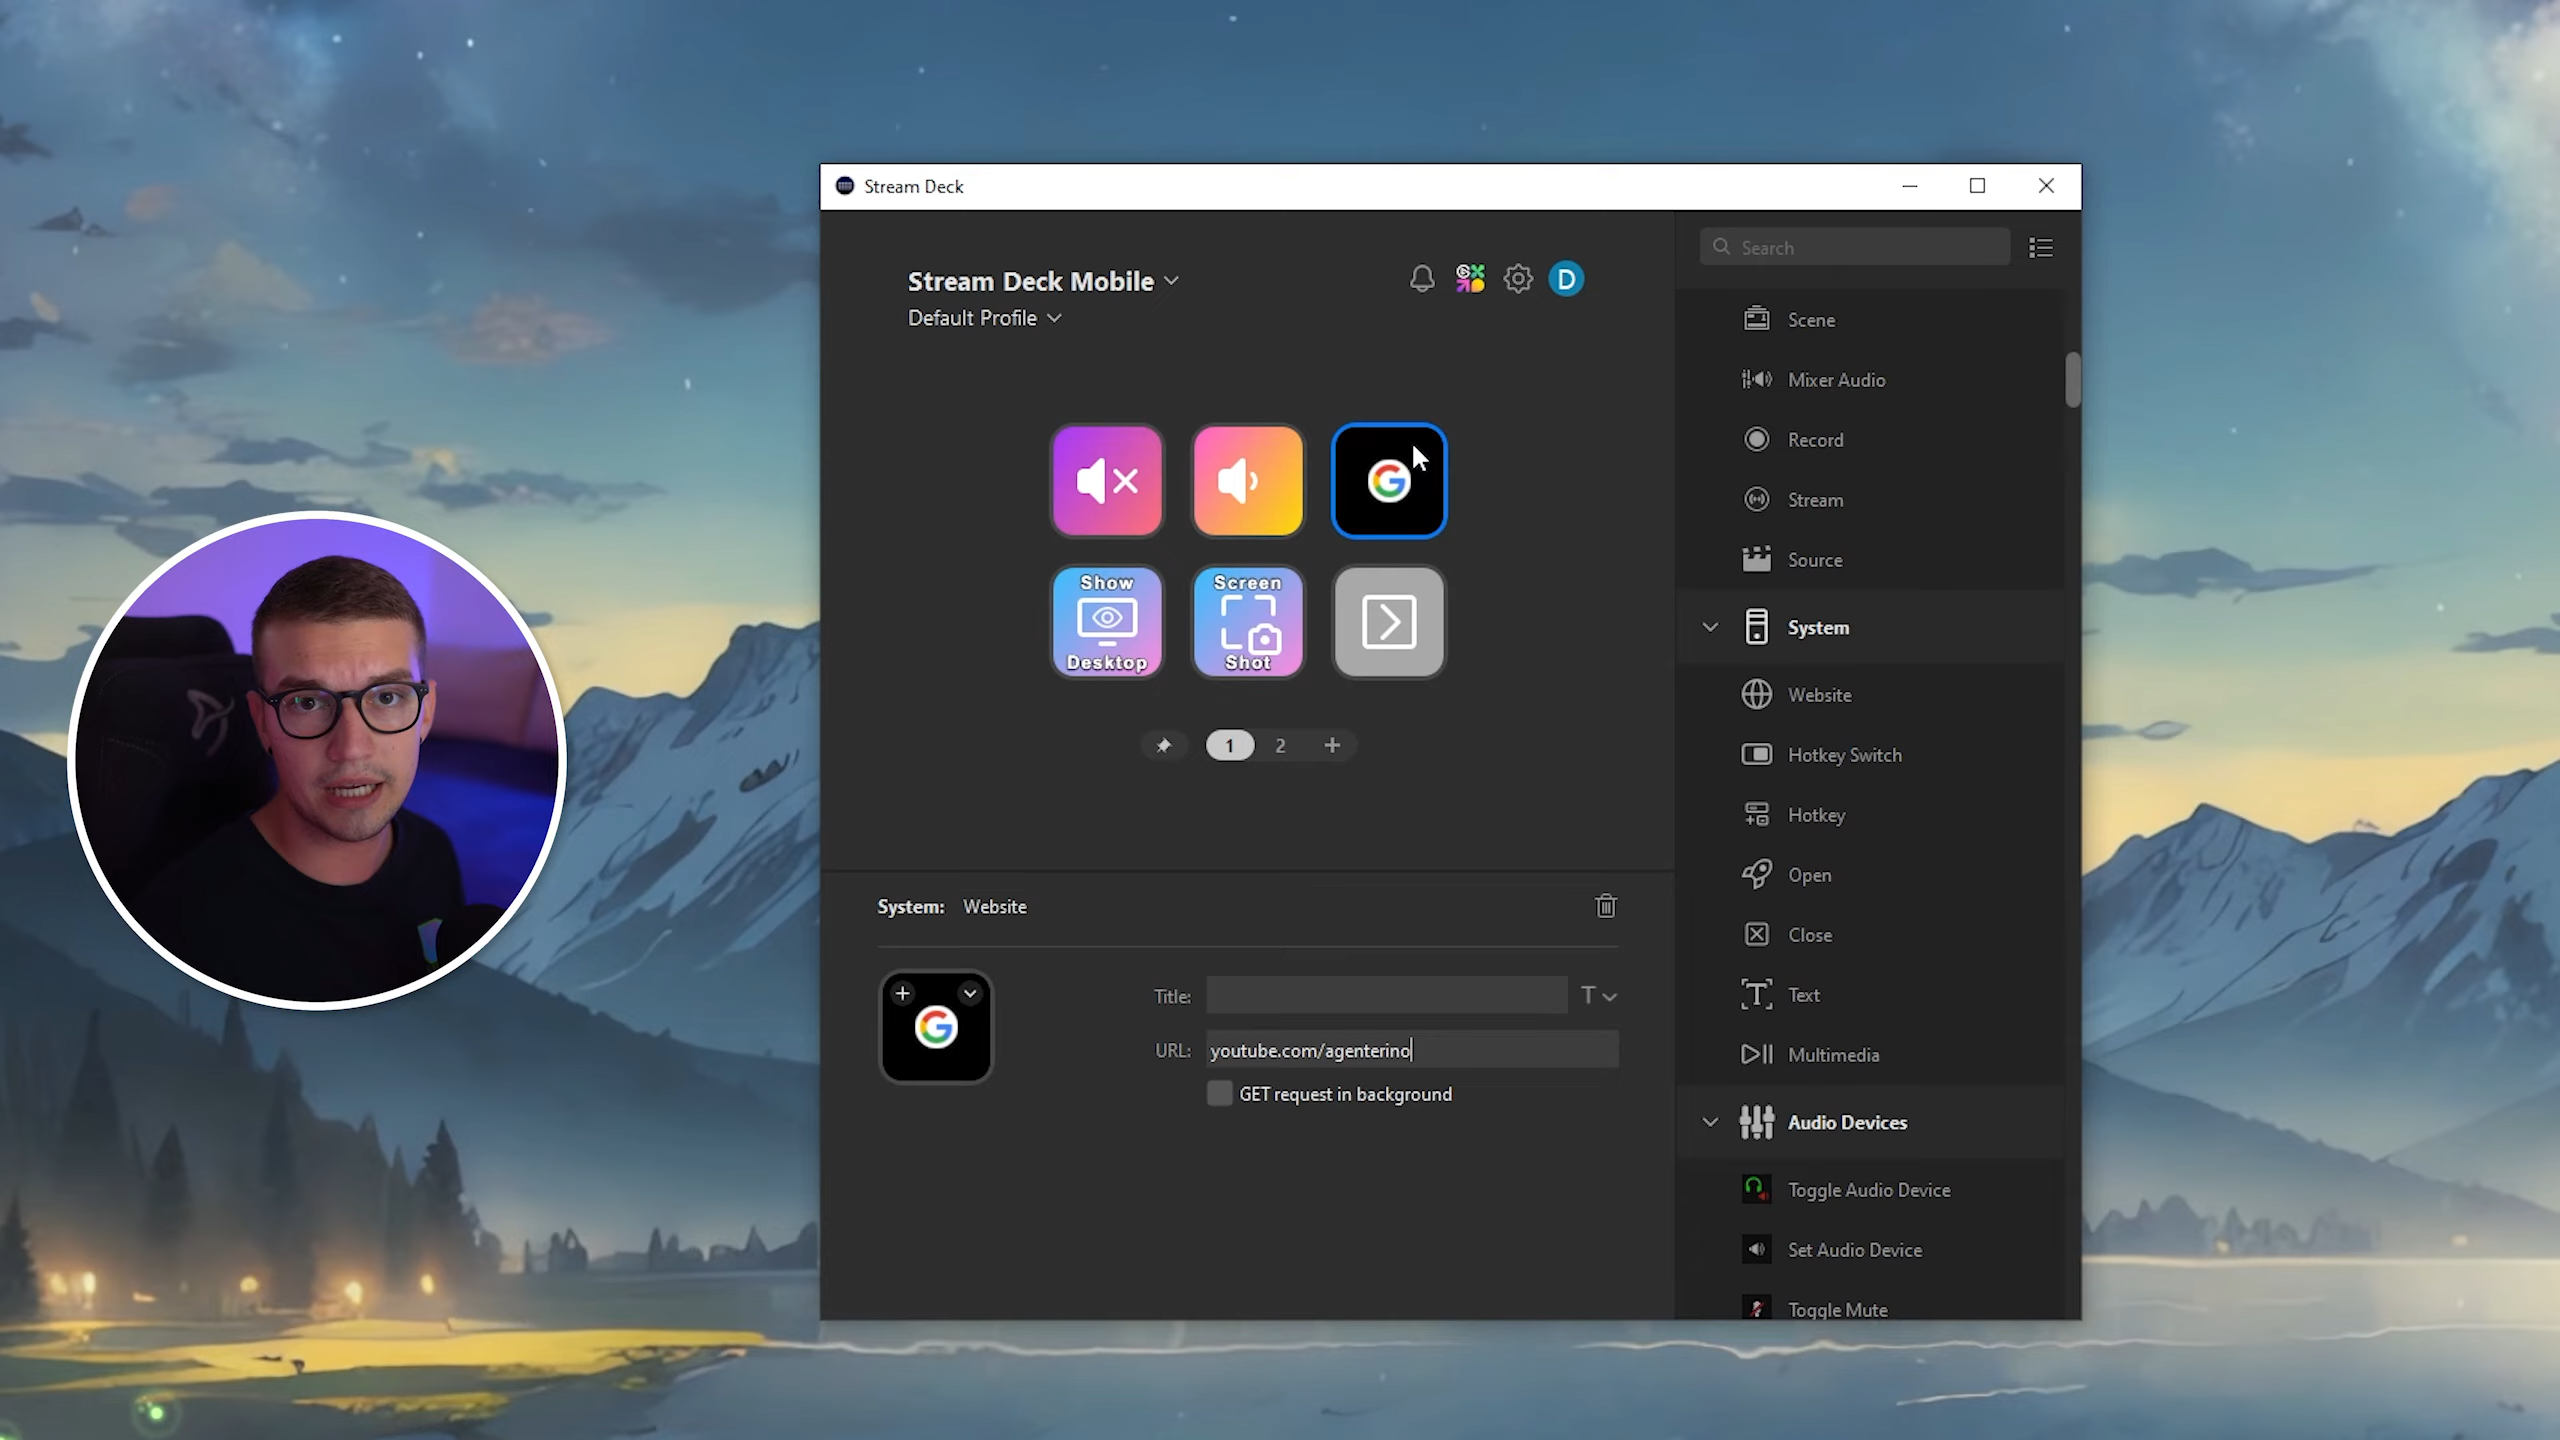 Stream Deck
Stream Deck Mobile
Default Profile
D
Show
Desktop
Screen
Shot
1
2
System: Website
Title:
T
URL: youtube.com/agenterino
GET request in background
Search
Scene
Mixer Audio
Record
Stream
Source
System
Website
Hotkey Switch
Hotkey
Open
Close
Text
Multimedia
Audio Devices
Toggle Audio Device
Set Audio Device
Toggle Mute